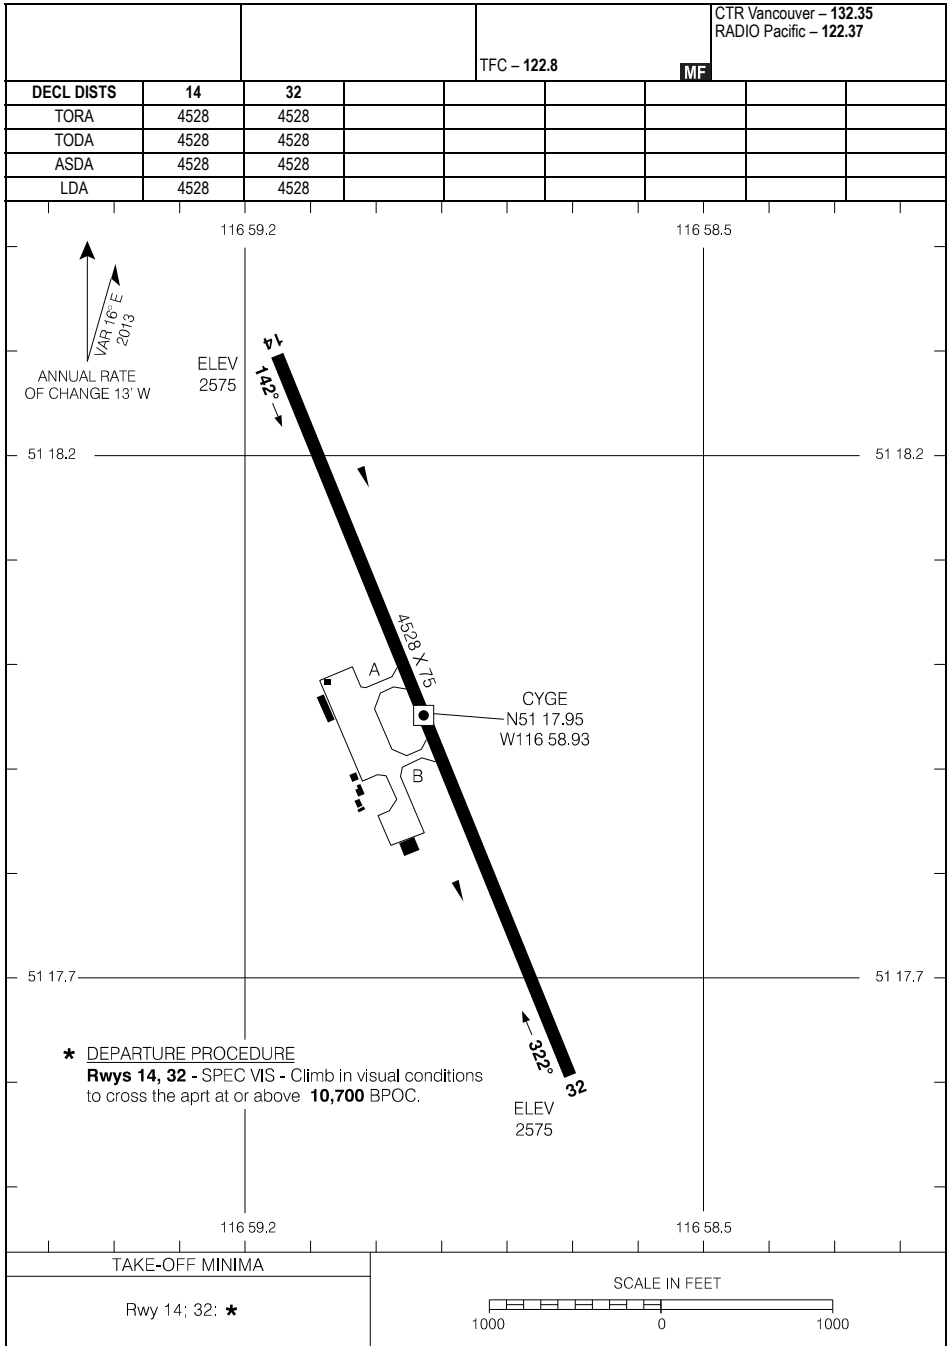 CTR Vancouver – 132.35
RADIO Pacific – 122.37
TFC – 122.8
MF
DECL DISTS 14 32
TORA 4528 4528
TODA 4528 4528
ASDA 4528 4528
LDA 4528 4528
116 59.2 116 58.5
VAR 16° E
2013
ANNUAL RATE
OF CHANGE 13' W
14
ELEV
2575
142°
51 18.2 51 18.2
4528 X 75
A
CYGE
N51 17.95
W116 58.93
B
51 17.7 51 17.7
322°
32
ELEV
2575
* DEPARTURE PROCEDURE
Rwys 14, 32 - SPEC VIS - Climb in visual conditions
to cross the aprt at or above 10,700 BPOC.
116 59.2 116 58.5
TAKE-OFF MINIMA
Rwy 14; 32: *
SCALE IN FEET
1000 0 1000